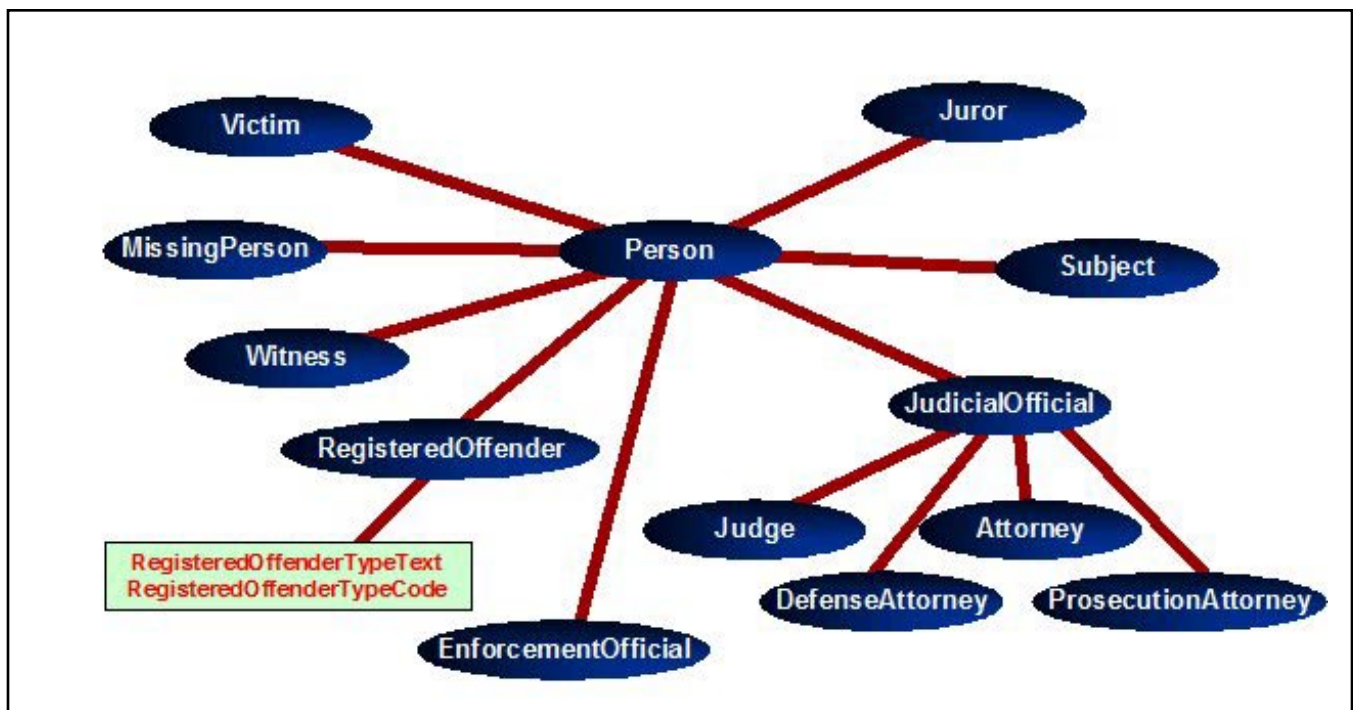 Victim
Juror
MissingPerson
Person
Subject
Witness
JudicialOfficial
RegisteredOffender
Judge
Attorney
RegisteredOffenderTypeText
RegisteredOffenderTypeCode
DefenseAttorney
ProsecutionAttorney
EnforcementOfficial